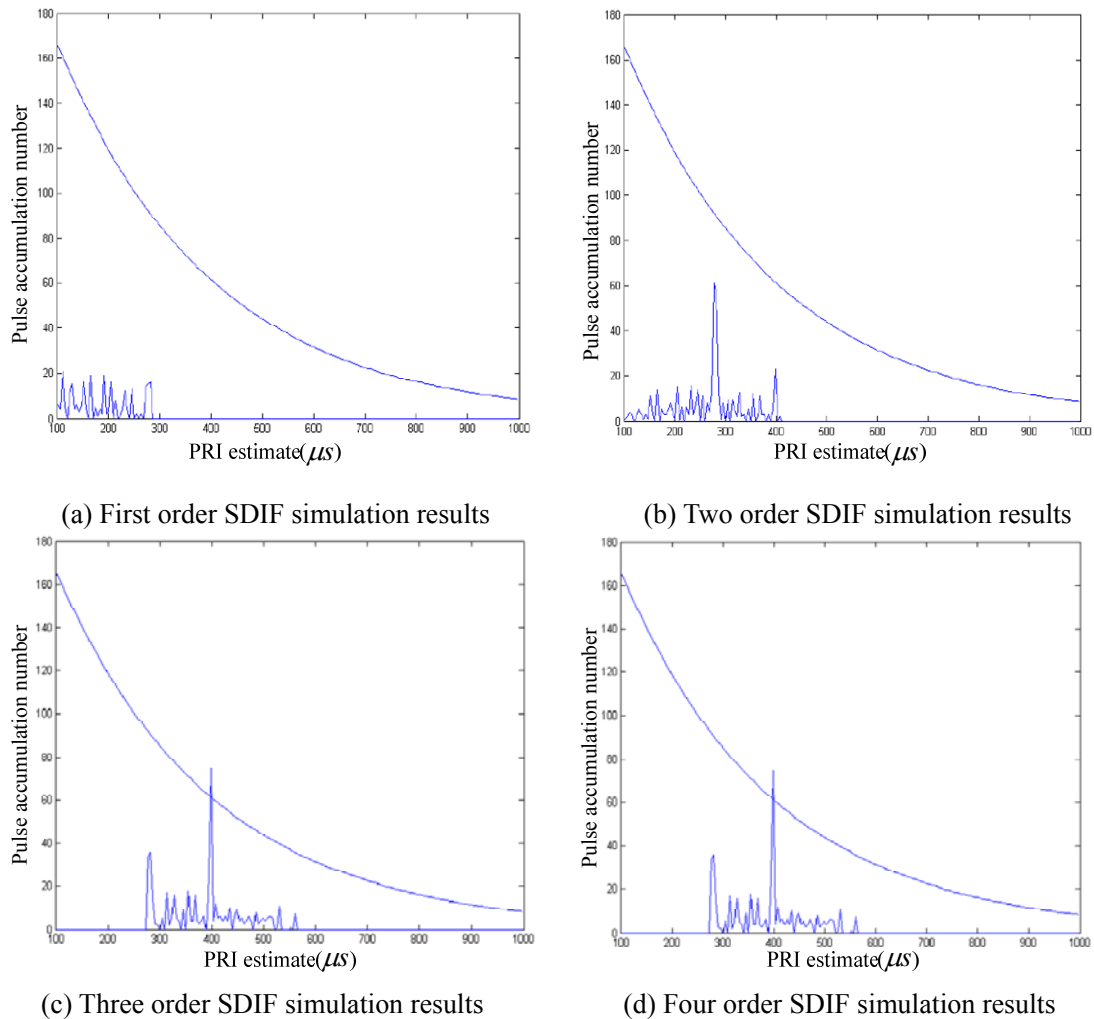 180
160
140
120
100
80
60
40
20
0
Pulse accumulation number
100 200 300 400 500 600 700 800 900 1000
PRI estimate(μs)
(a) First order SDIF simulation results
180
160
140
120
100
80
60
40
20
0
Pulse accumulation number
100 200 300 400 500 600 700 800 900 1000
PRI estimate(μs)
(b) Two order SDIF simulation results
180
160
140
120
100
80
60
40
20
0
Pulse accumulation number
100 200 300 400 500 600 700 800 900 1000
PRI estimate(μs)
(c) Three order SDIF simulation results
180
160
140
120
100
80
60
40
20
0
Pulse accumulation number
100 200 300 400 500 600 700 800 900 1000
PRI estimate(μs)
(d) Four order SDIF simulation results